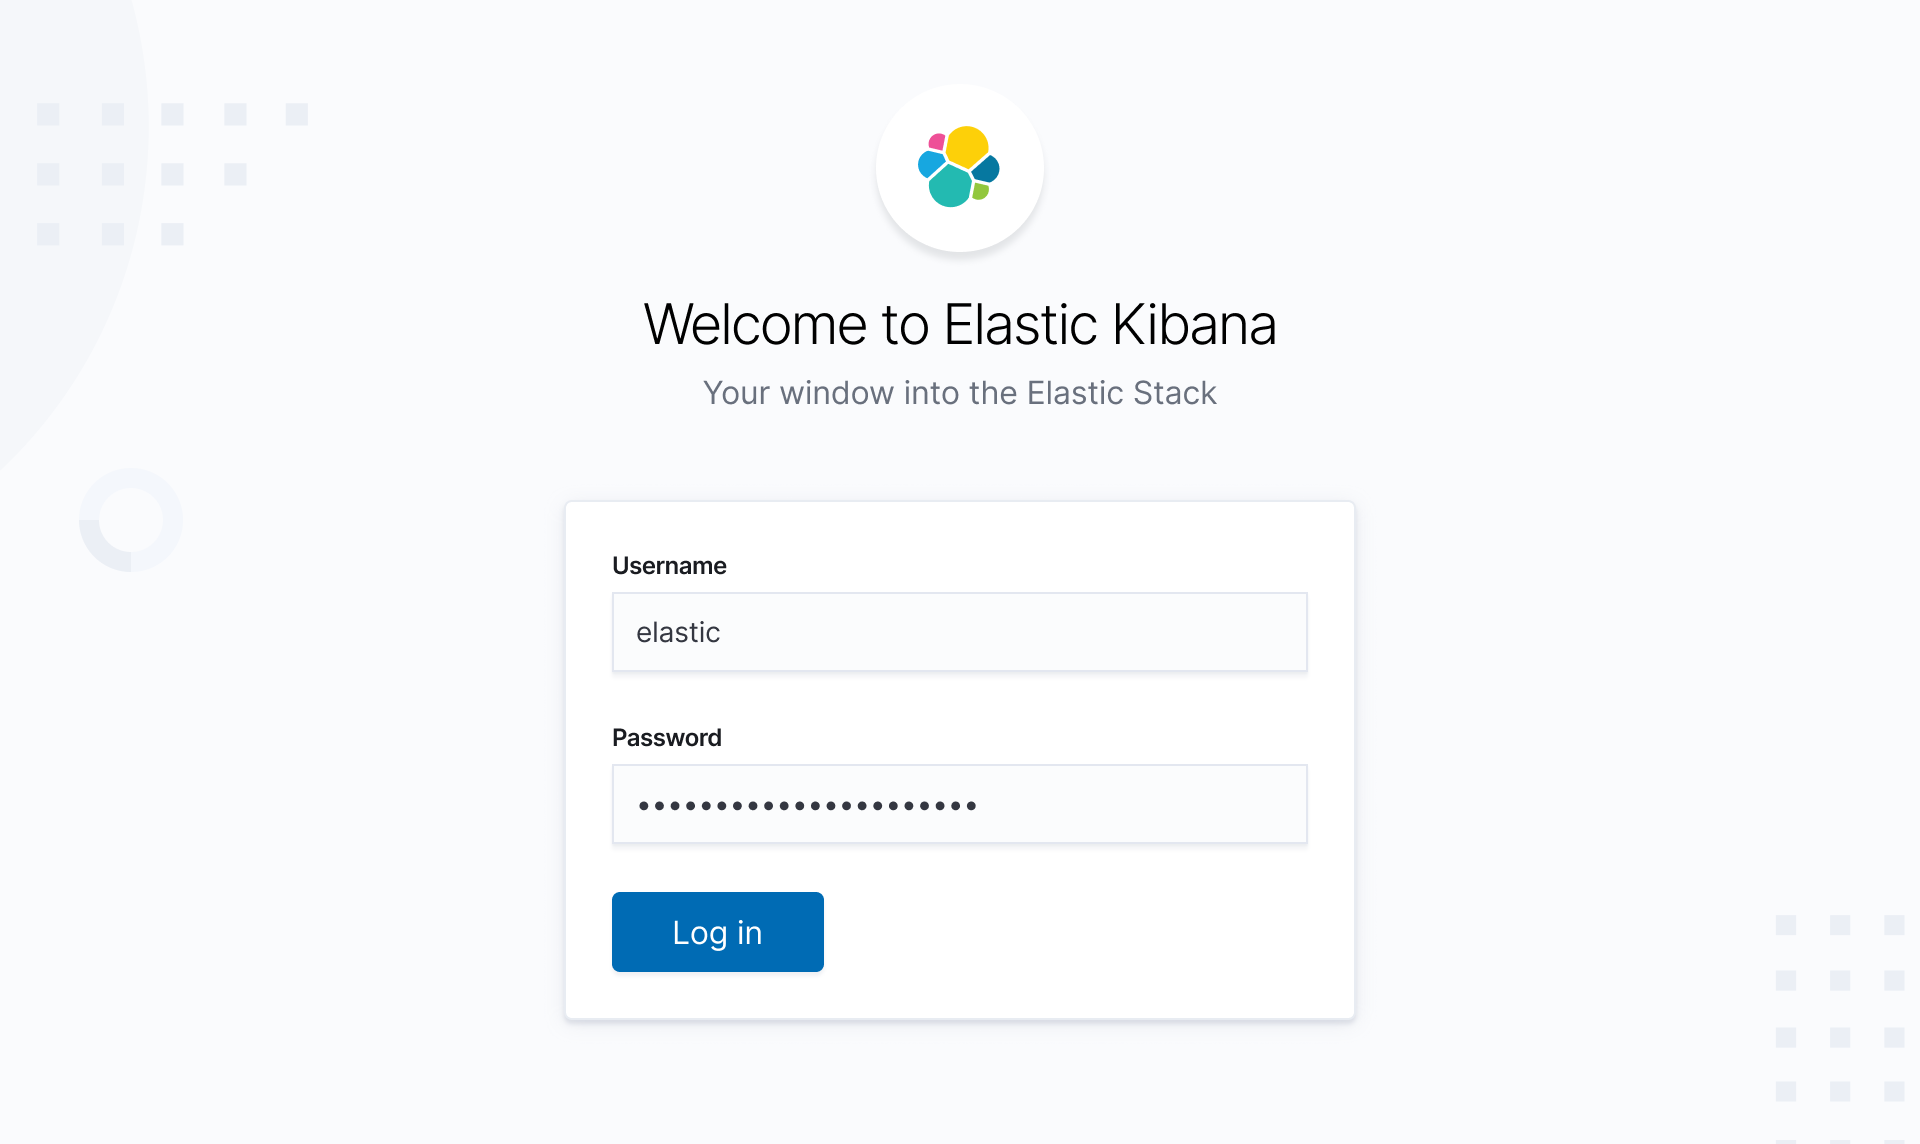 Welcome to Elastic Kibana
Your window into the Elastic Stack
Username
elastic
Password
••••••••••••••••••••••
Log in